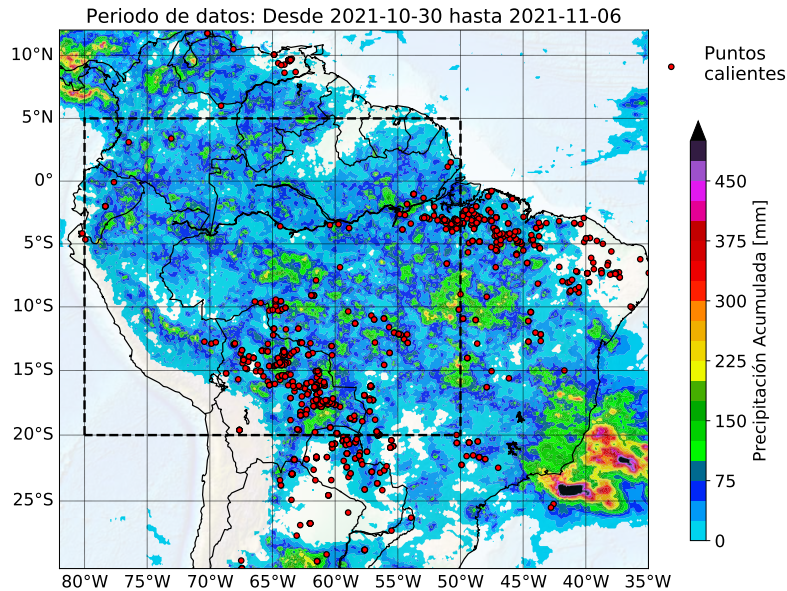 Periodo de datos: Desde 2021-10-30 hasta 2021-11-06
10°N
5°N
0°
5°S
10°S
15°S
20°S
25°S
80°W
75°W
70°W
65°W
60°W
55°W
50°W
45°W
40°W
35°W
Puntos
calientes
450
375
300
225
150
75
0
Precipitación Acumulada [mm]